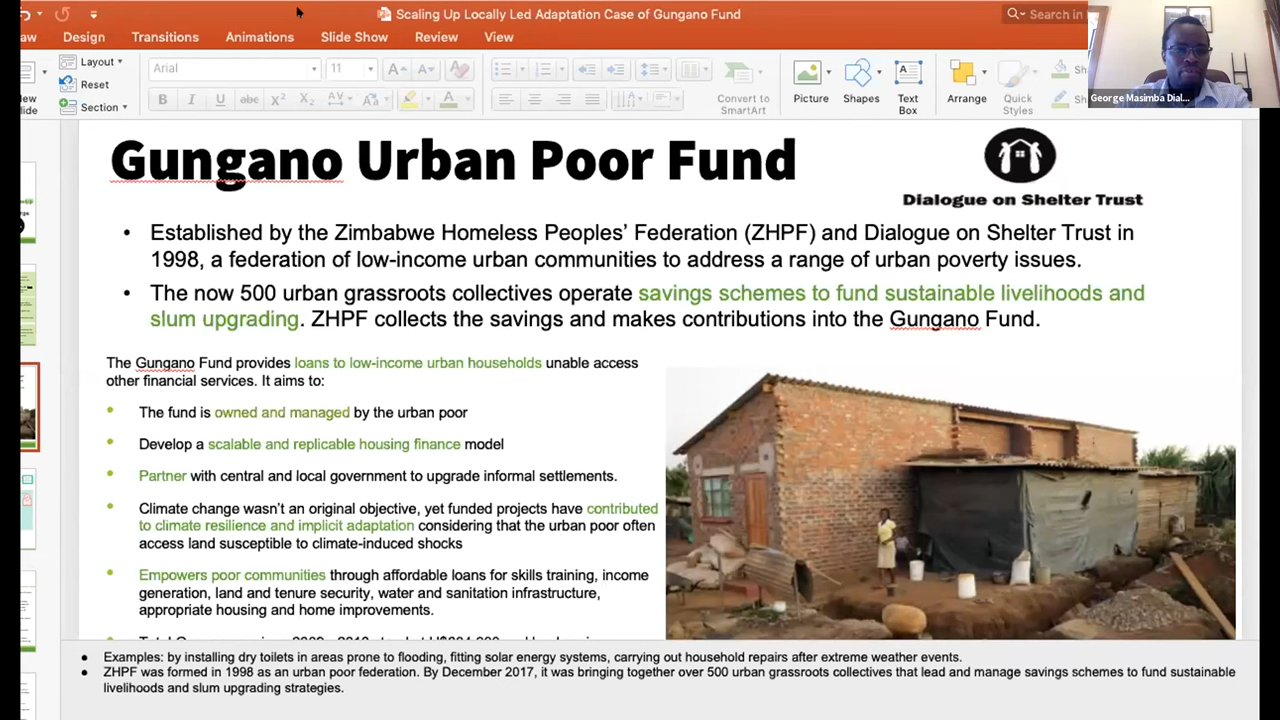 Scaling Up Locally Led Adaptation Case of Gungano Fund
Search in
aw Design Transitions Animations Slide Show Review View
Layout
Reset
Section
New
lide
Arial 11
B I U abe X² X₂ AV Aa
A
Convert to
SmartArt
Picture
Shapes
Text
Box
Arrange
Quick
Styles
Sh
Sh
George Masimba Dial...
Gungano Urban Poor Fund
Dialogue on Shelter Trust
• Established by the Zimbabwe Homeless Peoples’ Federation (ZHPF) and Dialogue on Shelter Trust in
1998, a federation of low-income urban communities to address a range of urban poverty issues.
• The now 500 urban grassroots collectives operate savings schemes to fund sustainable livelihoods and
slum upgrading. ZHPF collects the savings and makes contributions into the Gungano Fund.
The Gungano Fund provides loans to low-income urban households unable access
other financial services. It aims to:
• The fund is owned and managed by the urban poor
• Develop a scalable and replicable housing finance model
• Partner with central and local government to upgrade informal settlements.
• Climate change wasn’t an original objective, yet funded projects have contributed
to climate resilience and implicit adaptation considering that the urban poor often
access land susceptible to climate-induced shocks
• Empowers poor communities through affordable loans for skills training, income
generation, land and tenure security, water and sanitation infrastructure,
appropriate housing and home improvements.
• Examples: by installing dry toilets in areas prone to flooding, fitting solar energy systems, carrying out household repairs after extreme weather events.
• ZHPF was formed in 1998 as an urban poor federation. By December 2017, it was bringing together over 500 urban grassroots collectives that lead and manage savings schemes to fund sustainable
livelihoods and slum upgrading strategies.